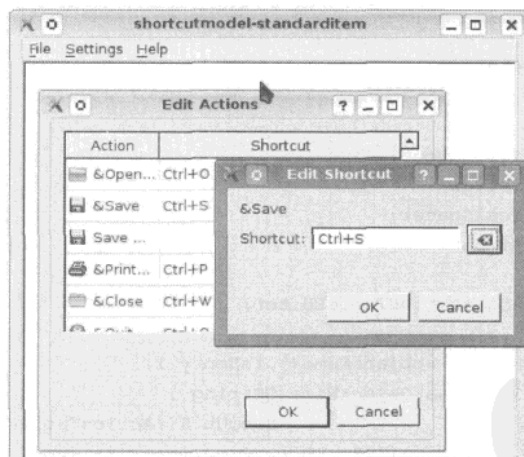 shortcutmodel-standarditem
File Settings Help
Edit Actions
Action Shortcut
&Open... Ctrl+O
&Save Ctrl+S
Save ...
&Print... Ctrl+P
&Close Ctrl+W
OK Cancel
Edit Shortcut
&Save
Shortcut: Ctrl+S
OK Cancel